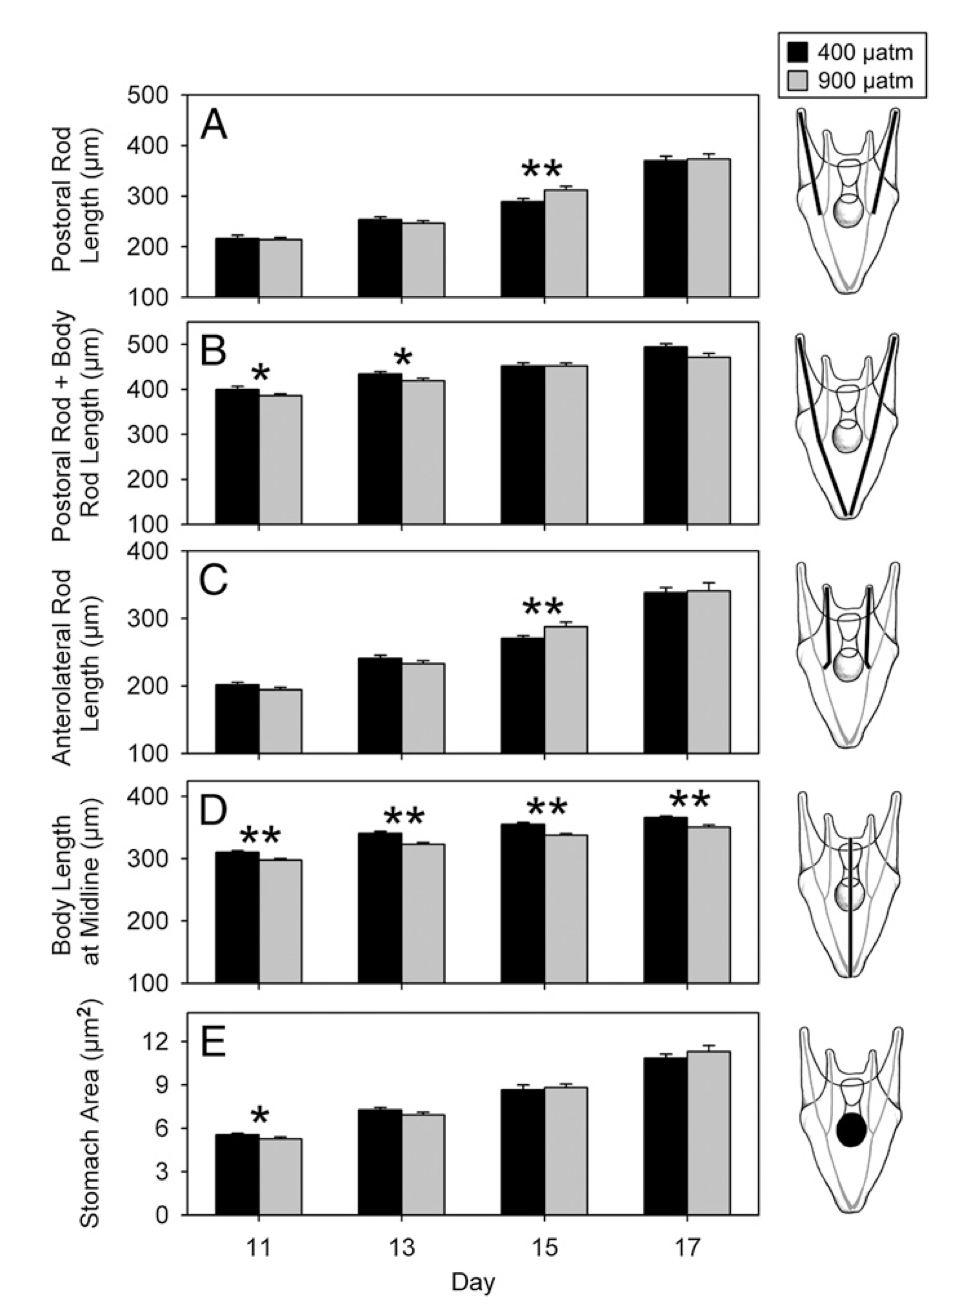 400 µatm
900 µatm
A
Postoral Rod
Length (µm)
500
400
300
200
100
**
B
Postoral Rod + Body
Rod Length (µm)
500
400
300
200
100
*
*
C
Anterolateral Rod
Length (µm)
400
300
200
100
**
D
Body Length
at Midline (µm)
400
300
200
100
**
**
**
**
E
Stomach Area (µm²)
12
9
6
3
0
*
11 13 15 17
Day